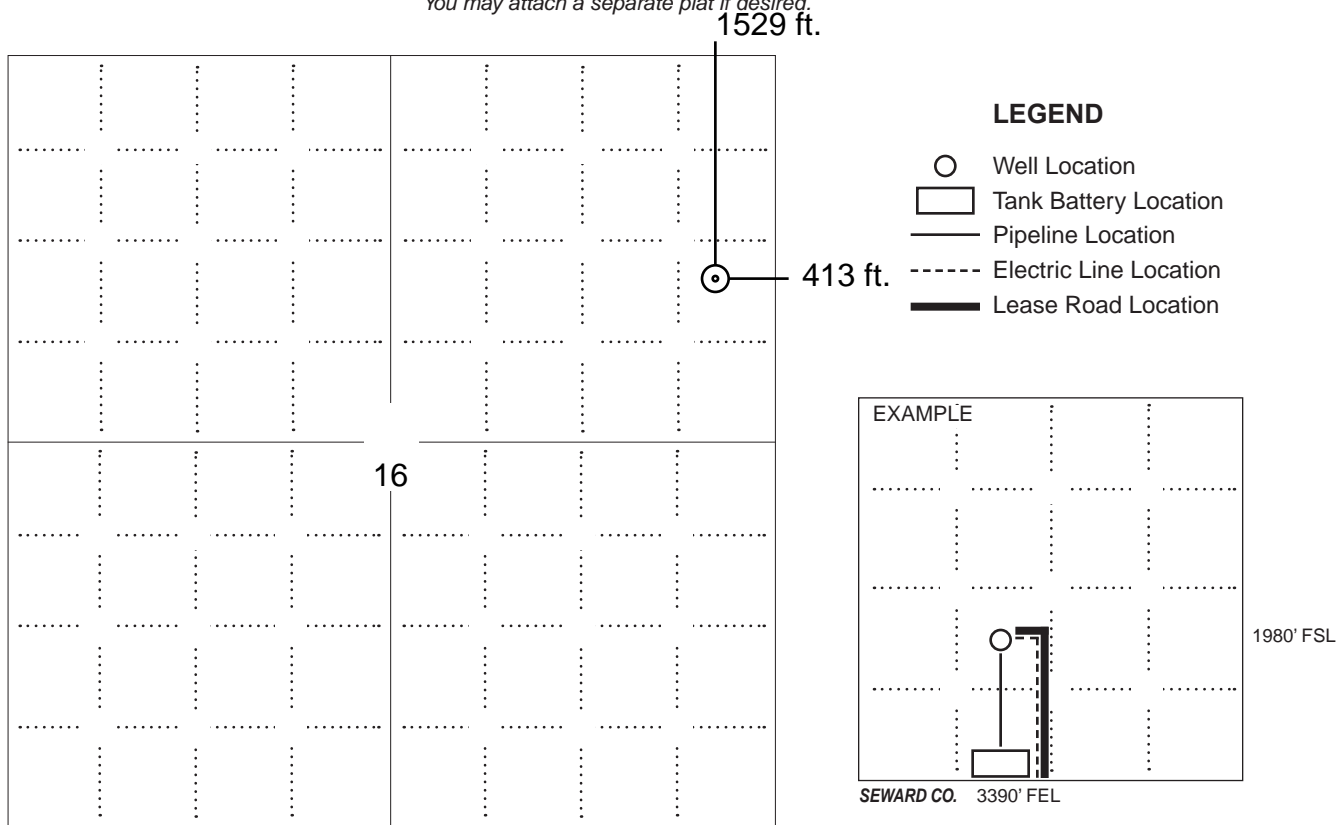 You may attach a separate plat if desired.
1529 ft.
413 ft.
16
LEGEND
Well Location
Tank Battery Location
Pipeline Location
Electric Line Location
Lease Road Location
EXAMPLE
1980' FSL
SEWARD CO. 3390' FEL